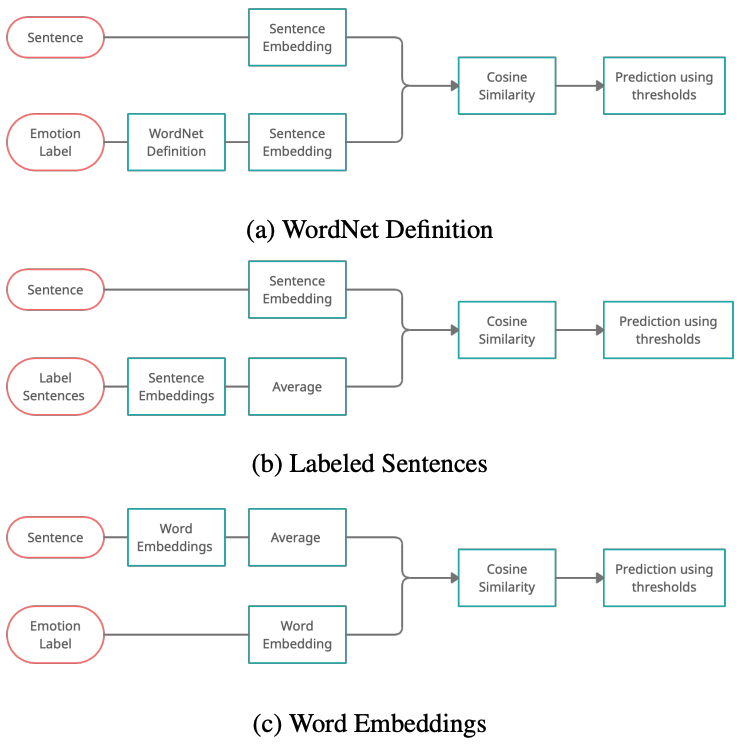 Sentence
Sentence
Embedding
Cosine
Similarity
Prediction using
thresholds
Emotion
Label
WordNet
Definition
Sentence
Embedding
(a) WordNet Definition
Sentence
Sentence
Embedding
Cosine
Similarity
Prediction using
thresholds
Label
Sentences
Sentence
Embeddings
Average
(b) Labeled Sentences
Sentence
Word
Embeddings
Average
Cosine
Similarity
Prediction using
thresholds
Emotion
Label
Word
Embedding
(c) Word Embeddings